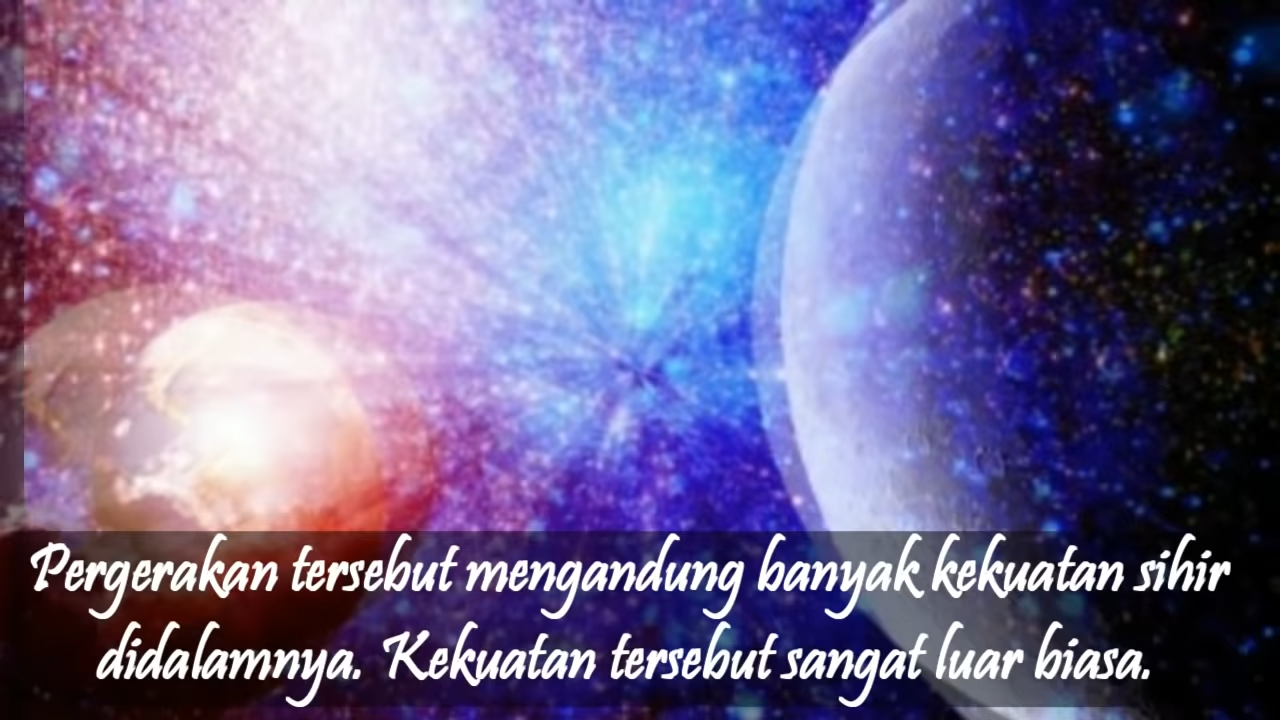 Pergerakan tersebut mengandung banyak kekuatan sihir
didalamnya. Kekuatan tersebut sangat luar biasa.